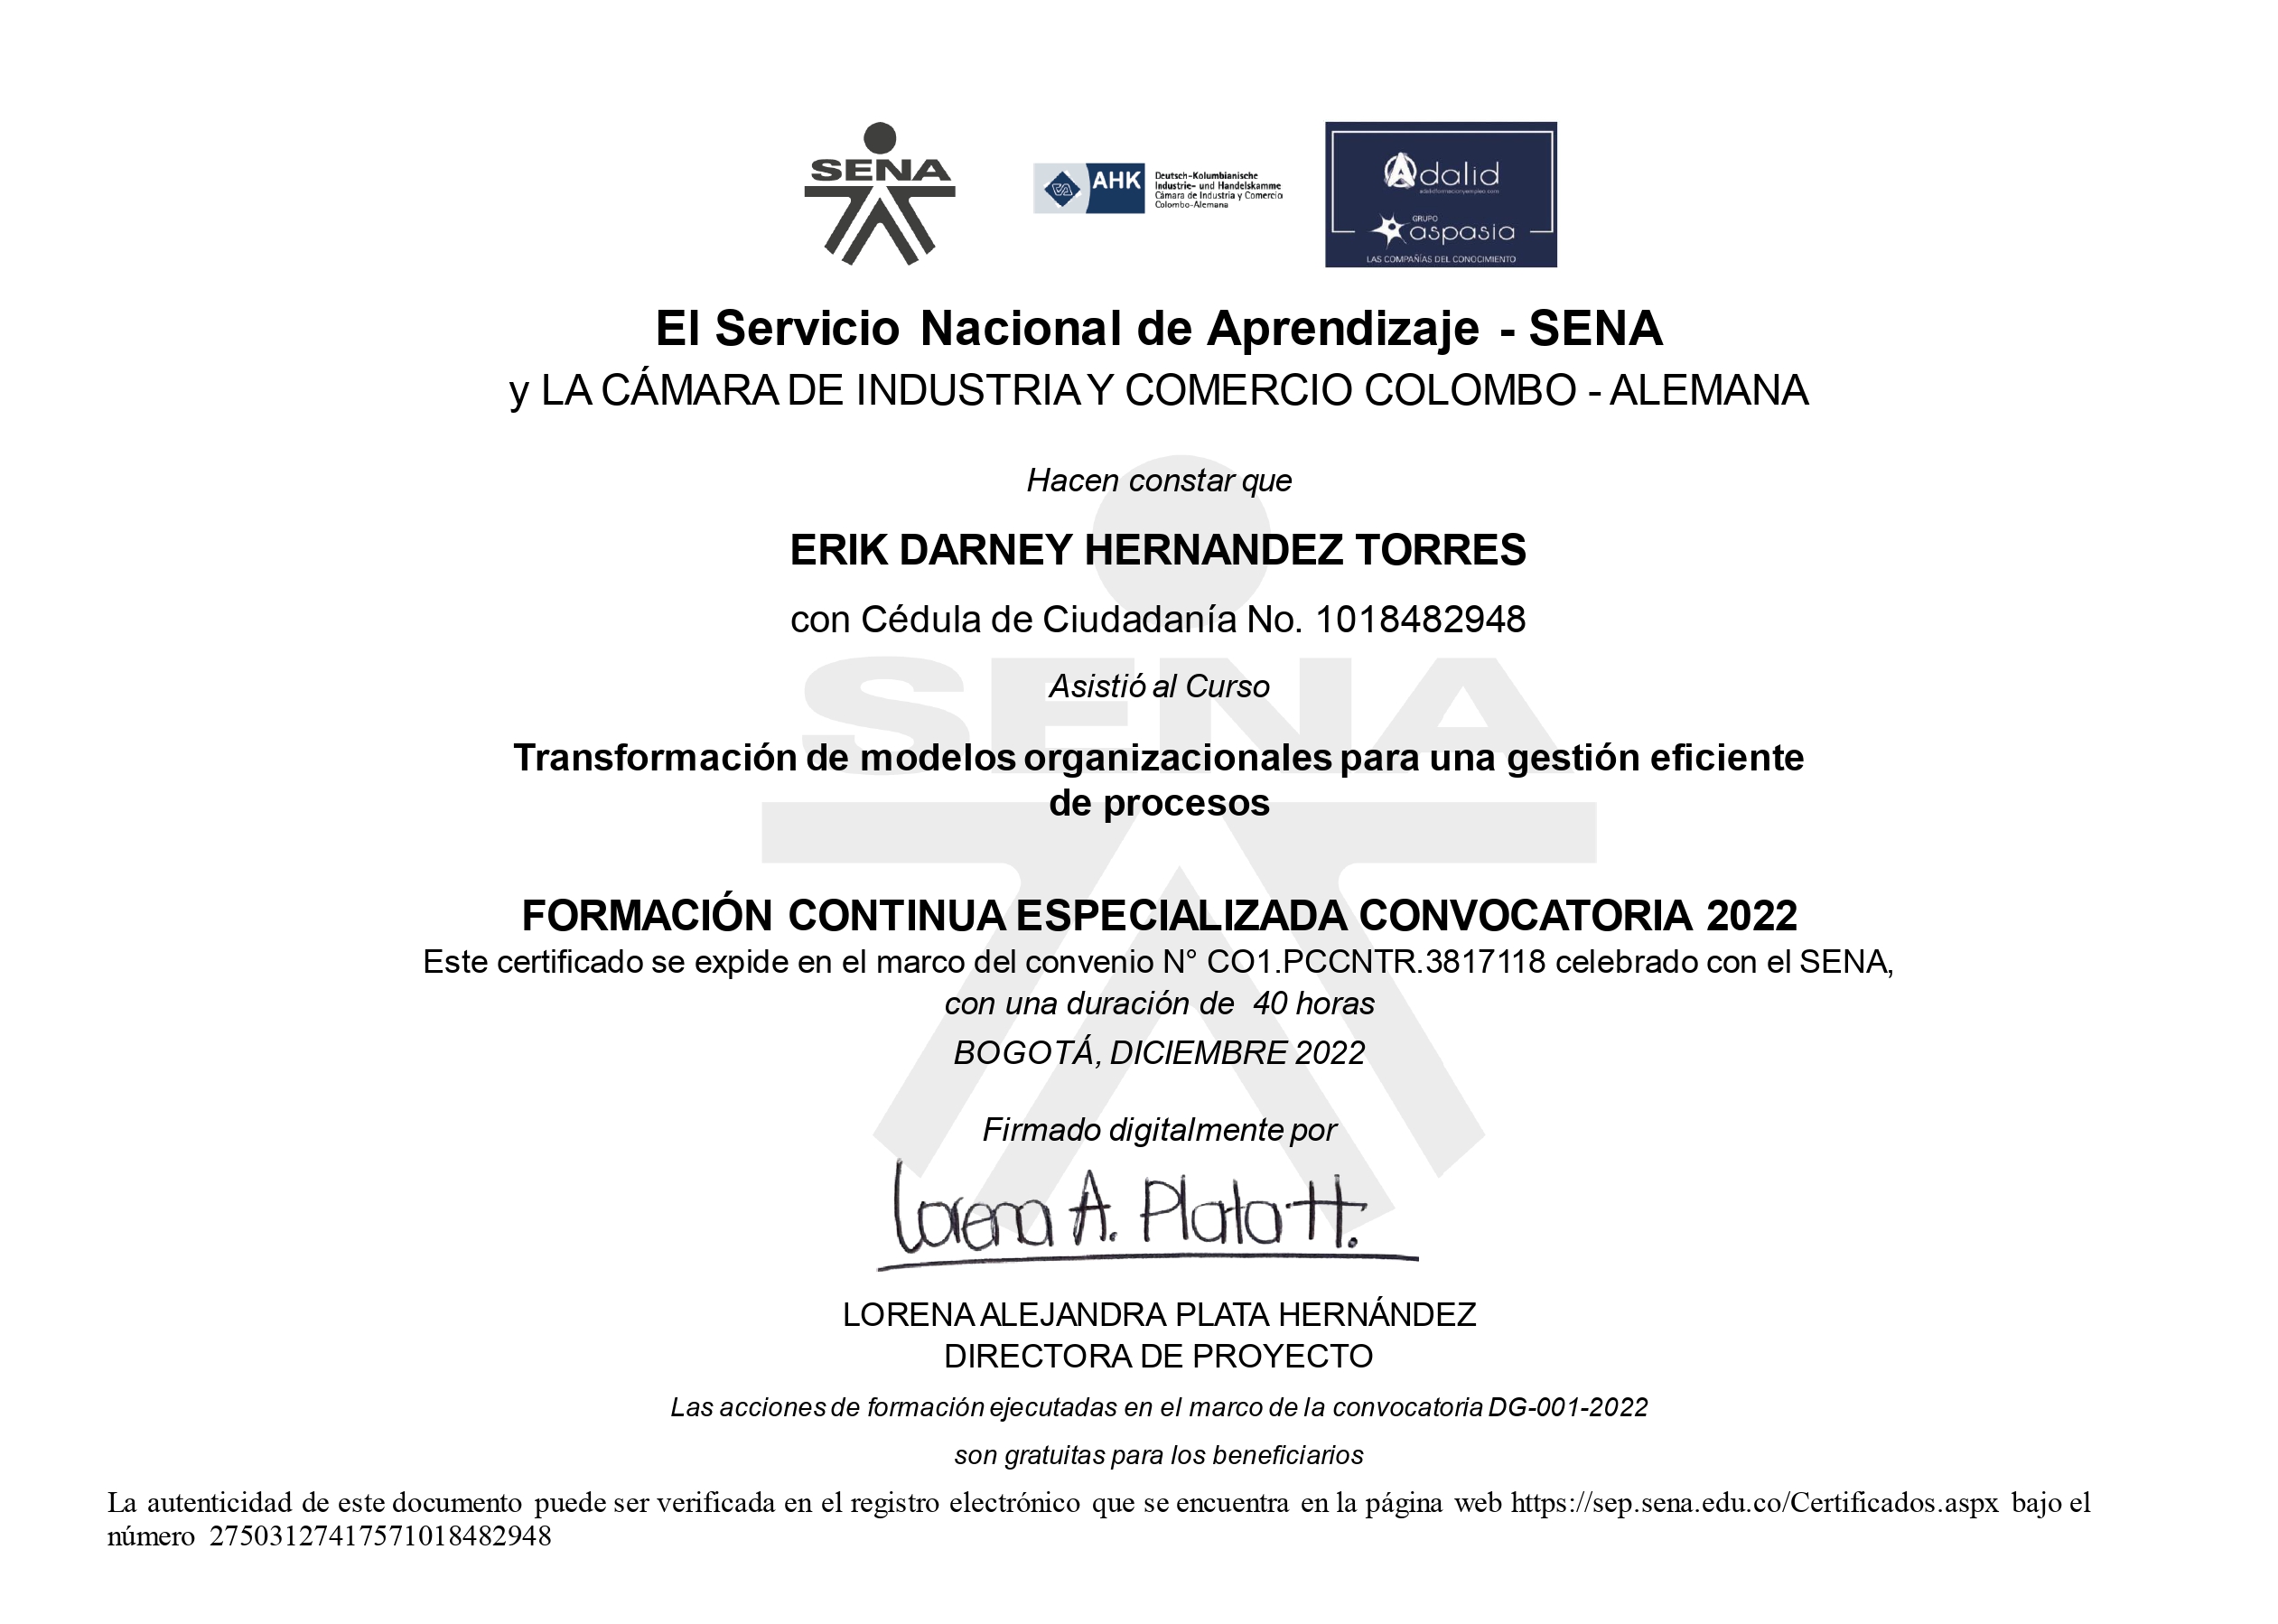 SENA
AHK
Deutsch-Kolumbianische
Industrie- und Handelskamme
Cámara de Industria y Comercio
Colombo-Alemana
Adalid
GRUPO
aspasia
LAS COMPAÑÍAS DEL CONOCIMIENTO
El Servicio Nacional de Aprendizaje - SENA
y LA CÁMARA DE INDUSTRIA Y COMERCIO COLOMBO - ALEMANA
Hacen constar que
ERIK DARNEY HERNANDEZ TORRES
con Cédula de Ciudadanía No. 1018482948
SENA
Asistió al Curso
Transformación de modelos organizacionales para una gestión eficiente
de procesos
FORMACIÓN CONTINUA ESPECIALIZADA CONVOCATORIA 2022
Este certificado se expide en el marco del convenio N° CO1.PCCNTR.3817118 celebrado con el SENA,
con una duración de 40 horas
BOGOTÁ, DICIEMBRE 2022
Firmado digitalmente por
Lorena A. Plata H.
LORENA ALEJANDRA PLATA HERNÁNDEZ
DIRECTORA DE PROYECTO
Las acciones de formación ejecutadas en el marco de la convocatoria DG-001-2022
son gratuitas para los beneficiarios
La autenticidad de este documento puede ser verificada en el registro electrónico que se encuentra en la página web https://sep.sena.edu.co/Certificados.aspx bajo el
número 27503127417571018482948